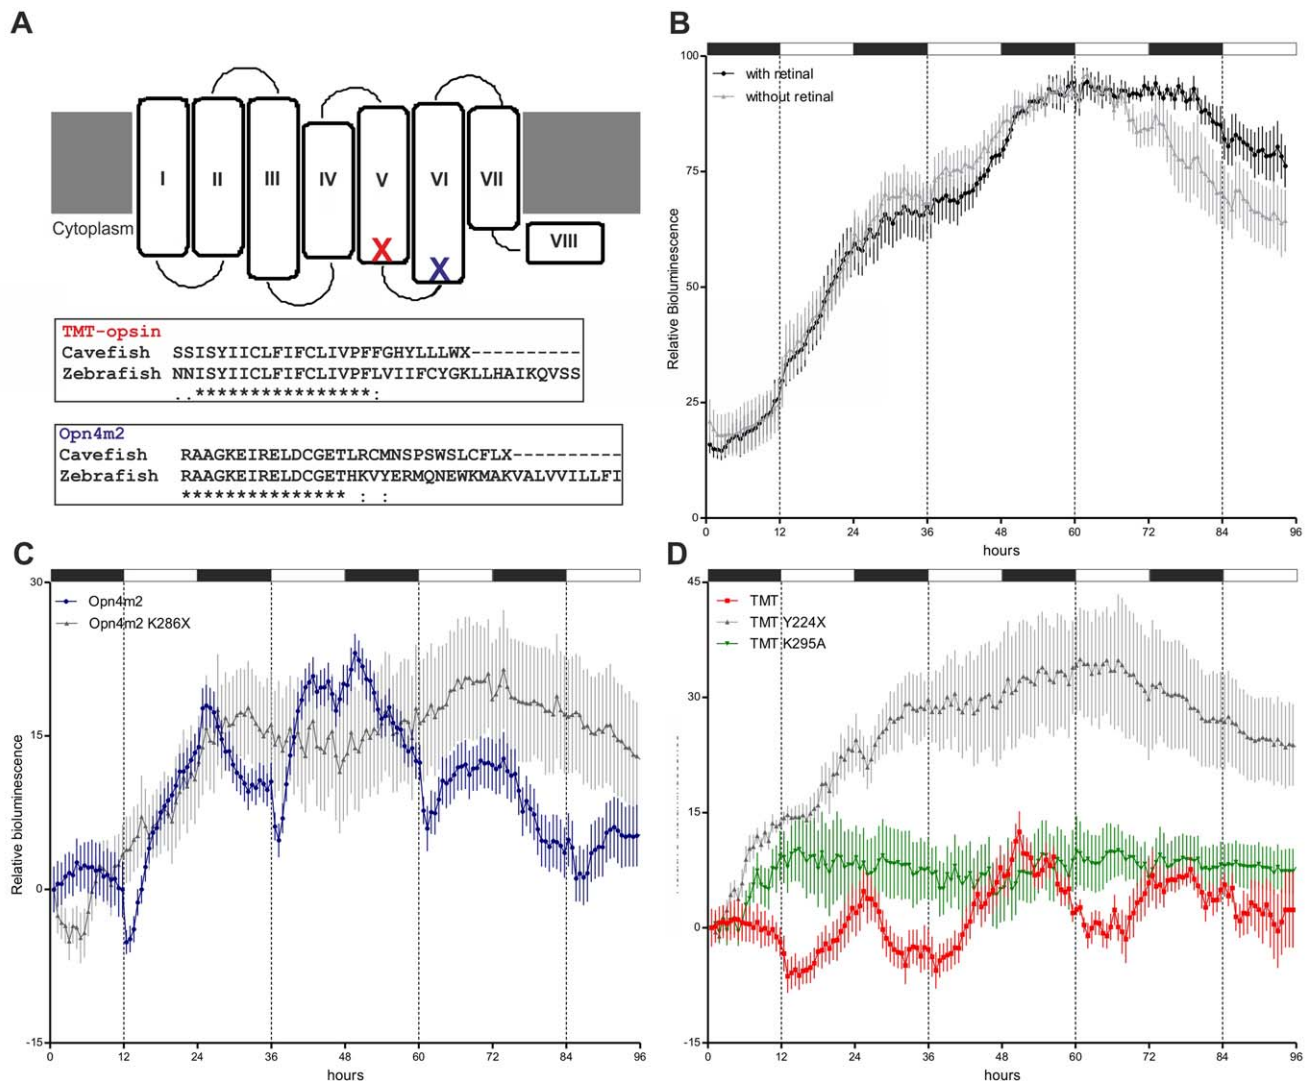 A
I
II
III
IV
V
VI
VII
VIII
Cytoplasm
X
X
TMT-opsin
Cavefish SSISYIICLFIFCLIVPFFGHYLLLWX----------
Zebrafish NNISYIICLFIFCLIVPFLVIIFCYGKLLHAIKQVSS
..****************:
Opn4m2
Cavefish RAAGKEIRELDCGETLRCMNSPSWSLCFLX----------
Zebrafish RAAGKEIRELDCGETHKVYERMQNEWKMAKVALVVILLFI
*************** : :
B
with retinal
without retinal
Relative Bioluminescence
100
75
50
25
0
0 12 24 36 48 60 72 84 96
hours
C
Opn4m2
Opn4m2 K286X
Relative bioluminescence
30
15
0
-15
0 12 24 36 48 60 72 84 96
hours
D
TMT
TMT Y224X
TMT K295A
45
30
15
0
-15
0 12 24 36 48 60 72 84 96
hours